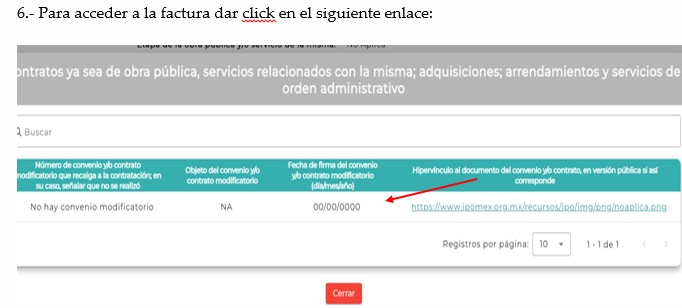 6.- Para acceder a la factura dar click en el siguiente enlace:
Etapa de la obra pública y/o servicio de la misma: No Aplica
ontratos ya sea de obra pública, servicios relacionados con la misma; adquisiciones; arrendamientos y servicios de
orden administrativo
Buscar
Número de convenio y/o contrato
modificatorio que recaiga a la contratación; en
su caso, señalar que no se realizó
Objeto del convenio y/o
contrato modificatorio
Fecha de firma del convenio
y/o contrato modificatorio
(día/mes/año)
Hipervínculo al documento del convenio y/o contrato, en versión pública si así
corresponde
No hay convenio modificatorio NA 00/00/0000 https://www.ipomex.org.mx/recursos/ipo/img/png/noaplica.png
Registros por página: 10 1 - 1 de 1
Cerrar